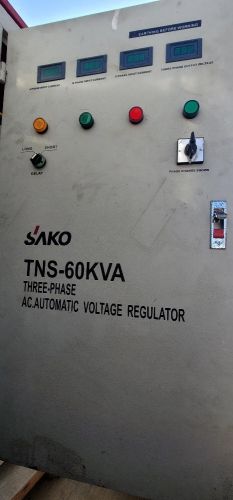 EARTHING BEFORE WORKING
LONG SHORT
DELAY
SAKO
TNS-60KVA
THREE-PHASE
AC.AUTOMATIC VOLTAGE REGULATOR